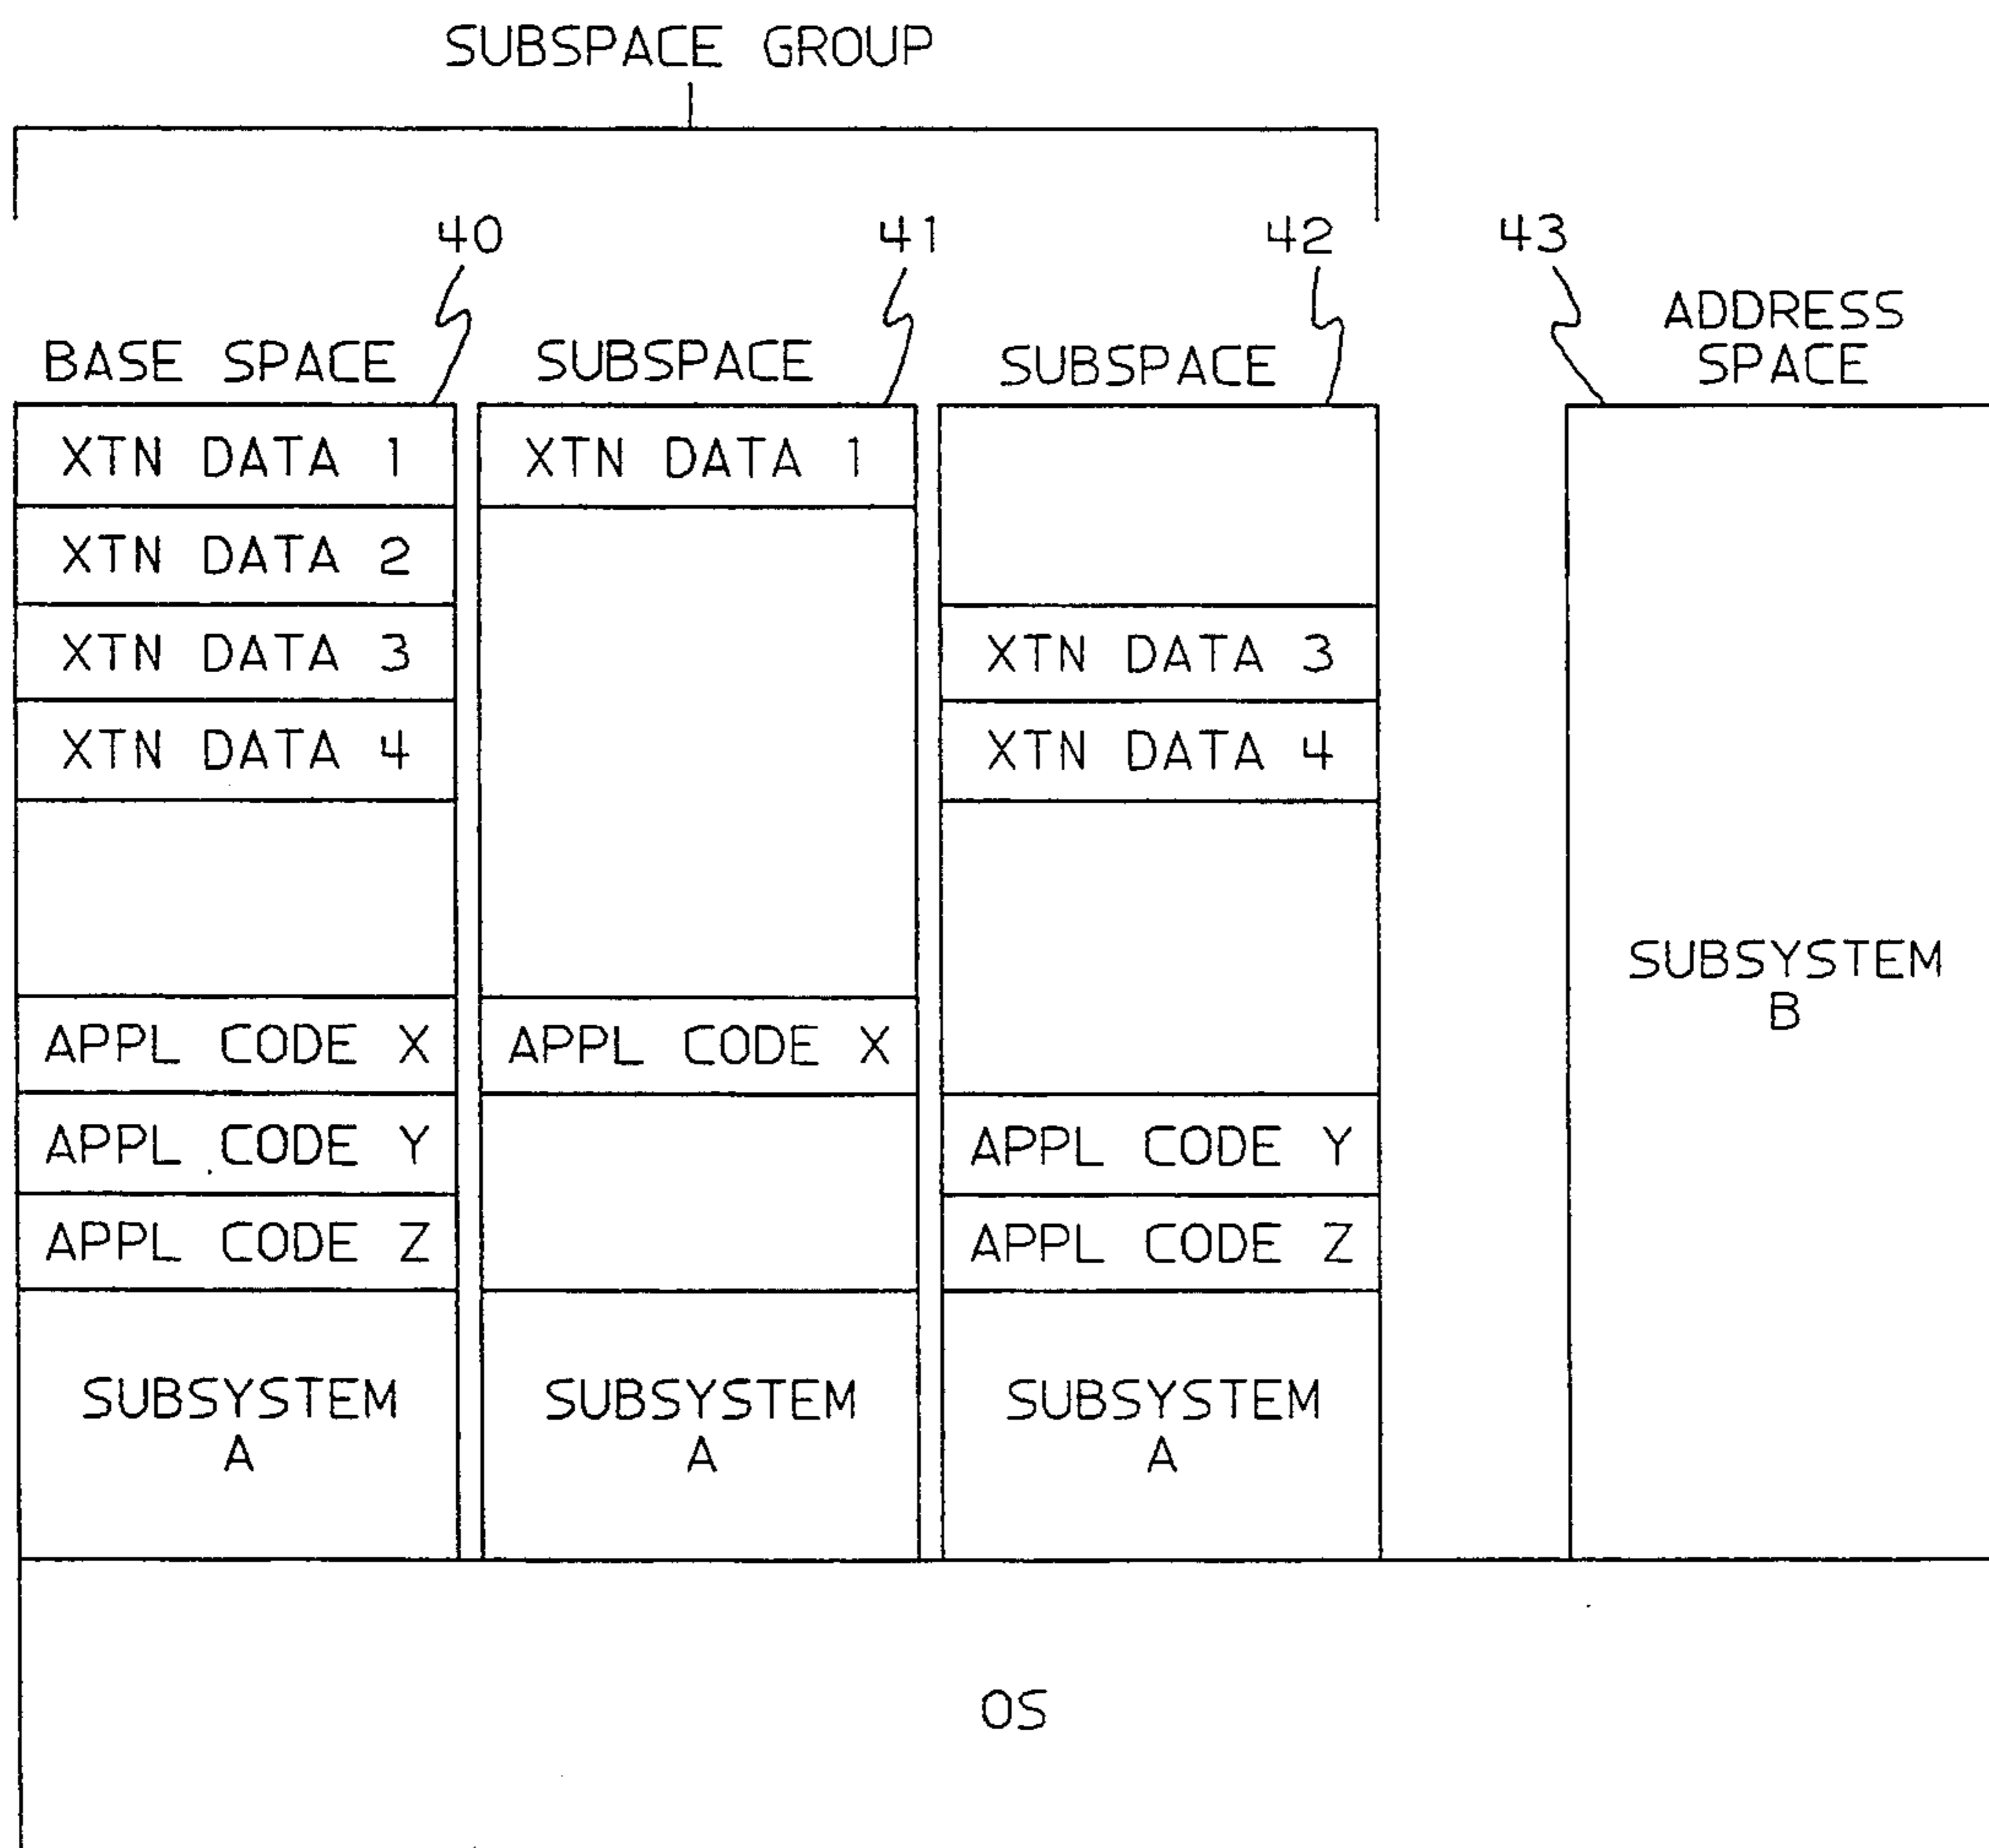 SUBSPACE GROUP
40
41
42
43
BASE SPACE
SUBSPACE
SUBSPACE
ADDRESS
SPACE
XTN DATA 1
XTN DATA 2
XTN DATA 3
XTN DATA 4
APPL CODE X
APPL CODE Y
APPL CODE Z
SUBSYSTEM
A
XTN DATA 1
APPL CODE X
SUBSYSTEM
A
XTN DATA 3
XTN DATA 4
APPL CODE Y
APPL CODE Z
SUBSYSTEM
A
SUBSYSTEM
B
OS